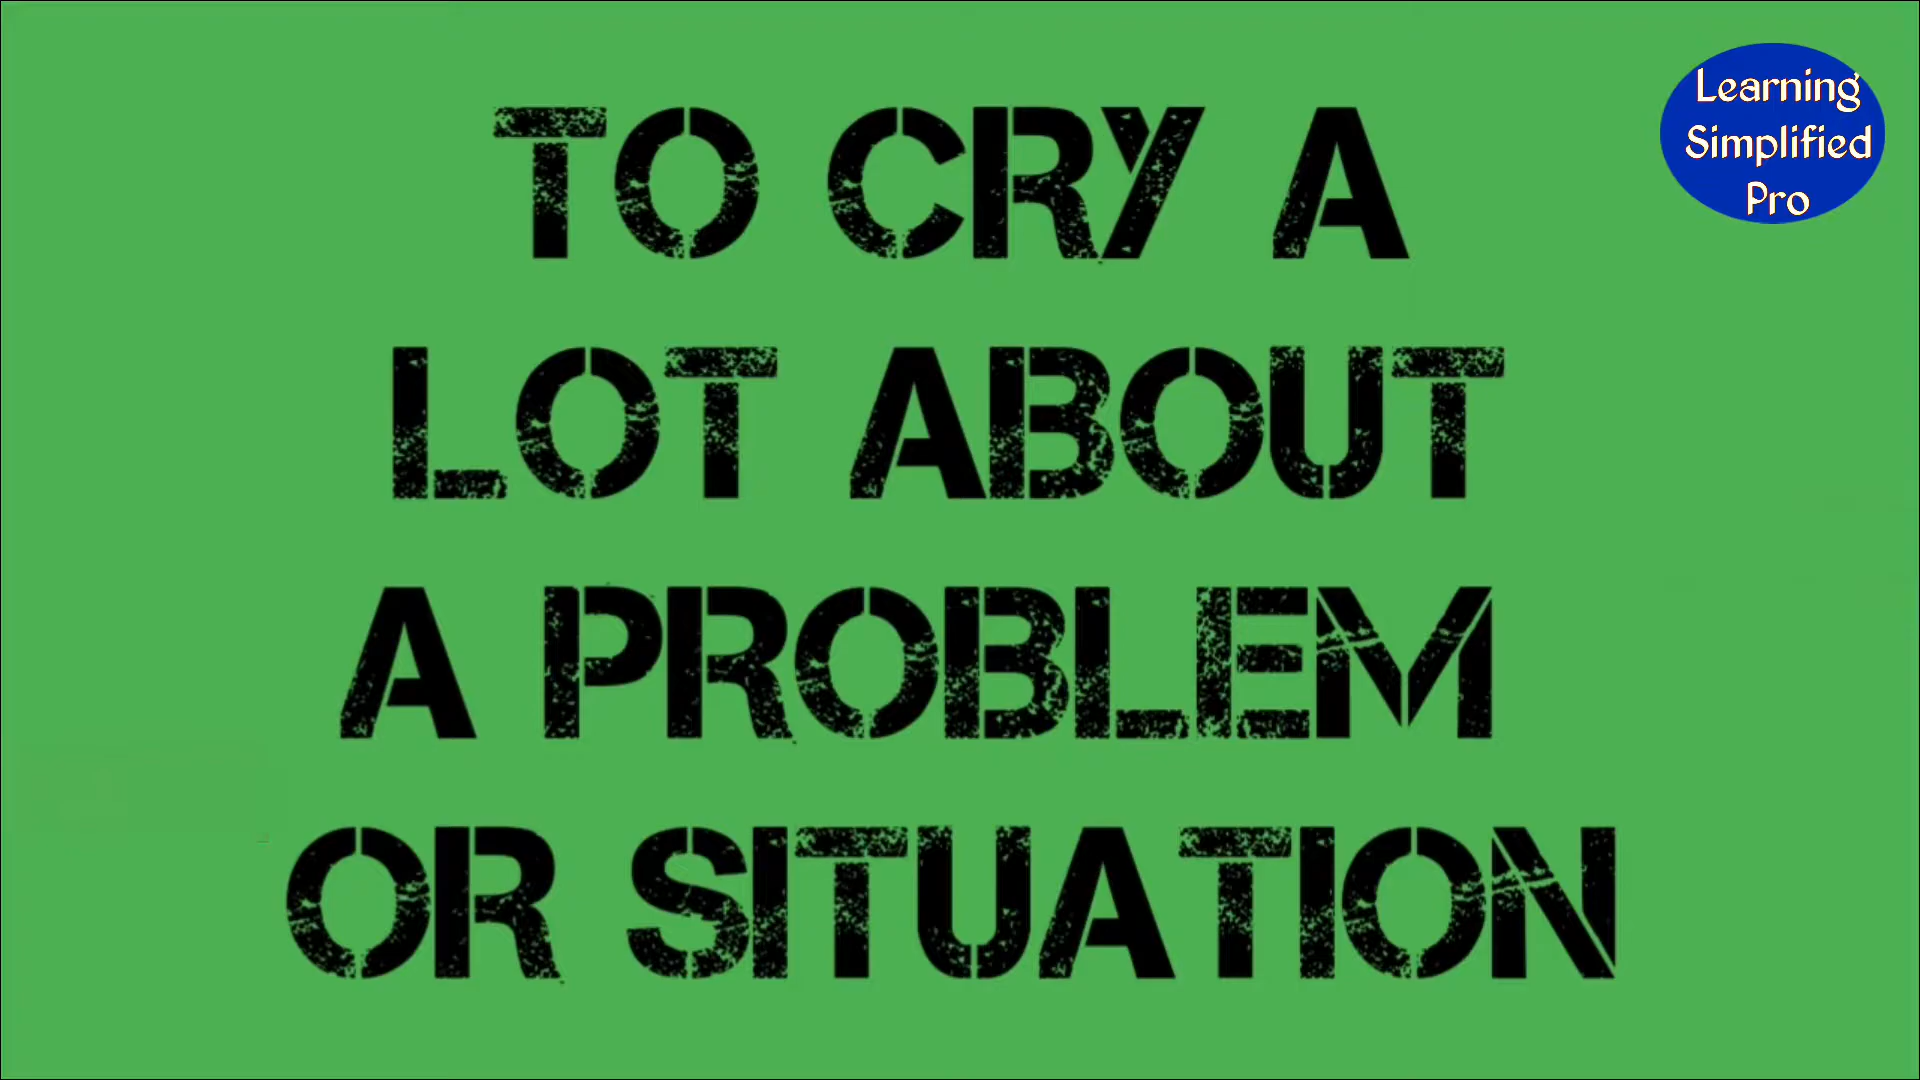 TO CRY A
LOT ABOUT
A PROBLEM
OR SITUATION
Learning
Simplified
Pro